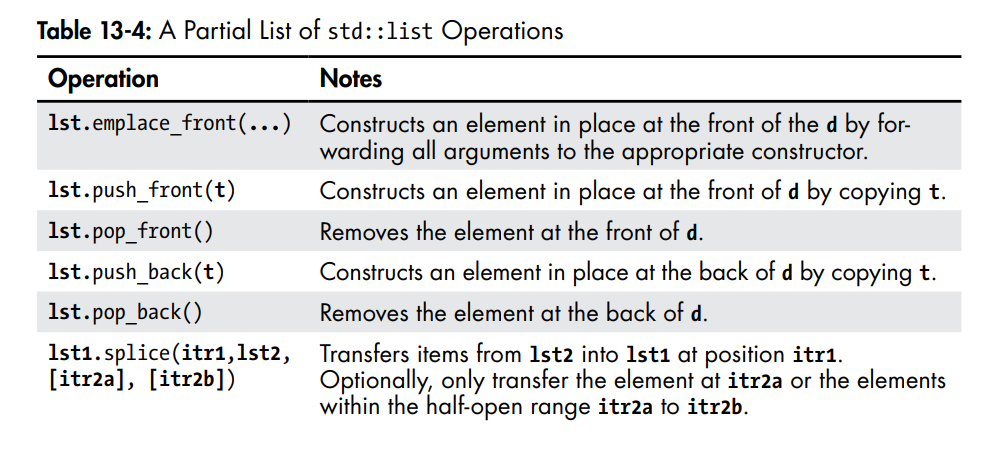 Table 13-4: A Partial List of std::list Operations
Operation Notes
lst.emplace_front(...) Constructs an element in place at the front of the d by for-
warding all arguments to the appropriate constructor.
lst.push_front(t) Constructs an element in place at the front of d by copying t.
lst.pop_front() Removes the element at the front of d.
lst.push_back(t) Constructs an element in place at the back of d by copying t.
lst.pop_back() Removes the element at the back of d.
lst1.splice(itr1,lst2, Transfers items from lst2 into lst1 at position itr1.
[itr2a], [itr2b]) Optionally, only transfer the element at itr2a or the elements
within the half-open range itr2a to itr2b.